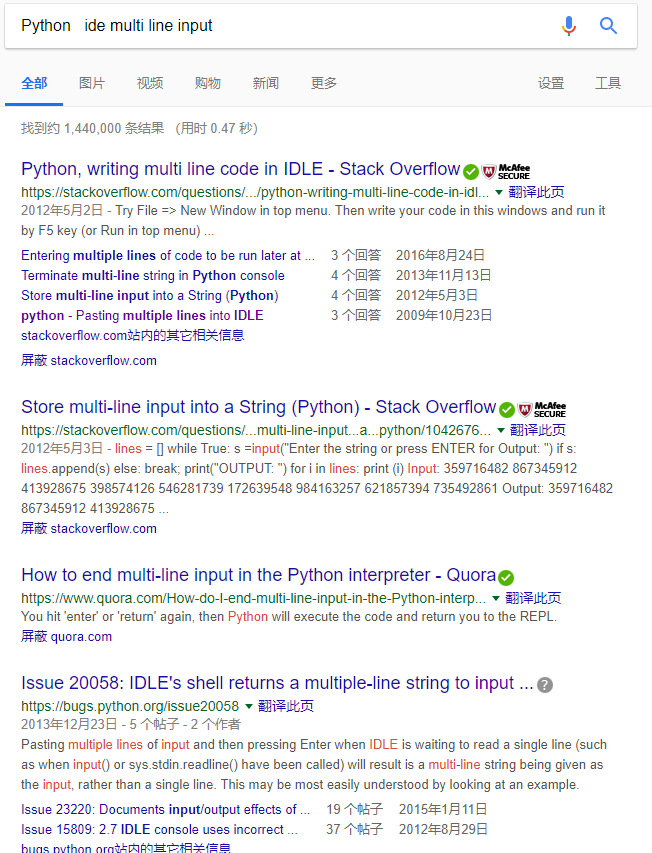 Python   ide multi line input
全部 图片 视频 购物 新闻 更多 设置 工具
找到约 1,440,000 条结果 （用时 0.47 秒）
Python, writing multi line code in IDLE - Stack Overflow McAfee SECURE
https://stackoverflow.com/questions/.../python-writing-multi-line-code-in-idl... 翻译此页
2012年5月2日 - Try File => New Window in top menu. Then write your code in this windows and run it
by F5 key (or Run in top menu) ...
Entering multiple lines of code to be run later at ... 3 个回答 2016年8月24日
Terminate multi-line string in Python console 4 个回答 2013年11月13日
Store multi-line input into a String (Python) 4 个回答 2012年5月3日
python - Pasting multiple lines into IDLE 3 个回答 2009年10月23日
stackoverflow.com站内的其它相关信息
屏蔽 stackoverflow.com
Store multi-line input into a String (Python) - Stack Overflow McAfee SECURE
https://stackoverflow.com/questions/...multi-line-input...a...python/1042676... 翻译此页
2012年5月3日 - lines = [] while True: s =input("Enter the string or press ENTER for Output: ") if s:
lines.append(s) else: break; print("OUTPUT: ") for i in lines: print (i) Input: 359716482 867345912
413928675 398574126 546281739 172639548 984163257 621857394 735492861 Output: 359716482
867345912 413928675 ...
屏蔽 stackoverflow.com
How to end multi-line input in the Python interpreter - Quora
https://www.quora.com/How-do-I-end-multi-line-input-in-the-Python-interp... 翻译此页
You hit 'enter' or 'return' again, then Python will execute the code and return you to the REPL.
屏蔽 quora.com
Issue 20058: IDLE's shell returns a multiple-line string to input ... ?
https://bugs.python.org/issue20058 翻译此页
2013年12月23日 - 5 个帖子 - 2 个作者
Pasting multiple lines of input and then pressing Enter when IDLE is waiting to read a single line (such
as when input() or sys.stdin.readline() have been called) will result is a multi-line string being given as
the input, rather than a single line. This may be most easily understood by looking at an example.
Issue 23220: Documents input/output effects of ... 19 个帖子 2015年1月11日
Issue 15809: 2.7 IDLE console uses incorrect ... 37 个帖子 2012年8月29日
bugs.python.org站内的其它相关信息